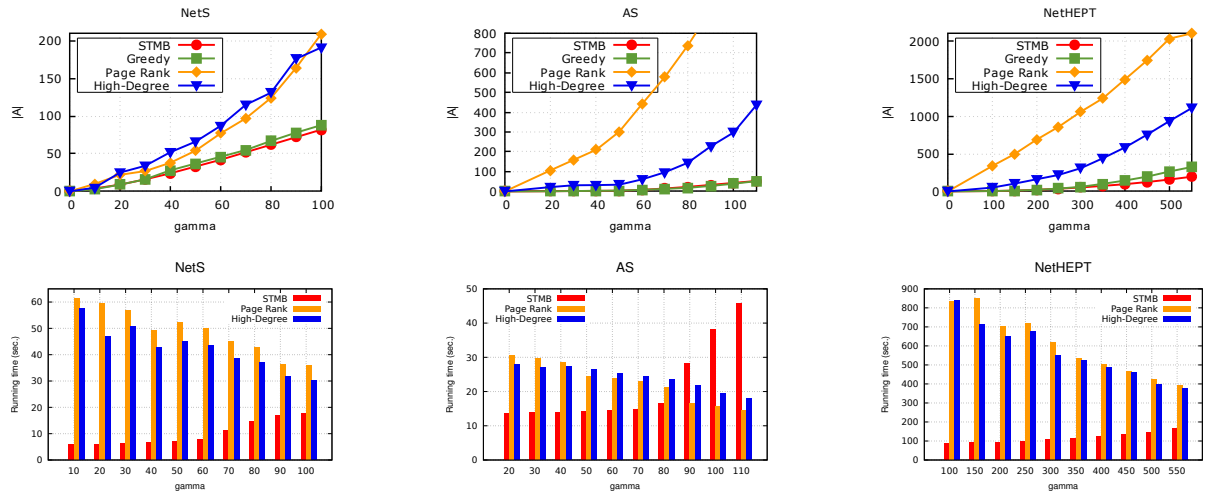 NetS
200
150
100
50
0
|A|
STMB
Greedy
Page Rank
High-Degree
0 20 40 60 80 100
gamma
AS
800
700
600
500
400
300
200
100
0
|A|
STMB
Greedy
Page Rank
High-Degree
0 20 40 60 80 100
gamma
NetHEPT
2000
1500
1000
500
0
|A|
STMB
Greedy
Page Rank
High-Degree
0 100 200 300 400 500
gamma
NetS
60
50
40
30
20
10
0
Running time (sec.)
STMB
Page Rank
High-Degree
10 20 30 40 50 60 70 80 90 100
gamma
AS
50
40
30
20
10
0
Running time (sec.)
STMB
Page Rank
High-Degree
20 30 40 50 60 70 80 90 100 110
gamma
NetHEPT
900
800
700
600
500
400
300
200
100
0
Running time (sec.)
STMB
Page Rank
High-Degree
100 150 200 250 300 350 400 450 500 550
gamma